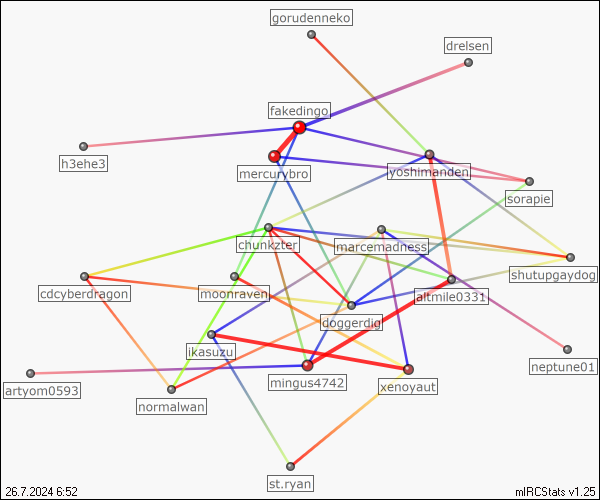 gorudenneko
drelsen
fakedingo
h3ehe3
mercurybro
yoshimanden
sorapie
chunkzter
marcemadness
shutupgaydog
cdcyberdragon
moonraven
altmile0331
doggerdig
ikasuzu
neptune01
mingus4742
xenoyaut
artyom0593
normalwan
st.ryan
26.7.2024 6:52
mIRCStats v1.25